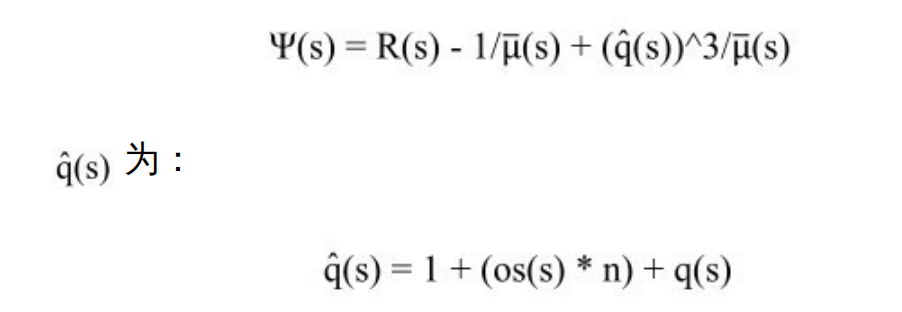 Ψ(s) = R(s) - 1/μ̄(s) + (q̂(s))^3/μ̄(s)
q̂(s) 为：
q̂(s) = 1 + (os(s) * n) + q(s)